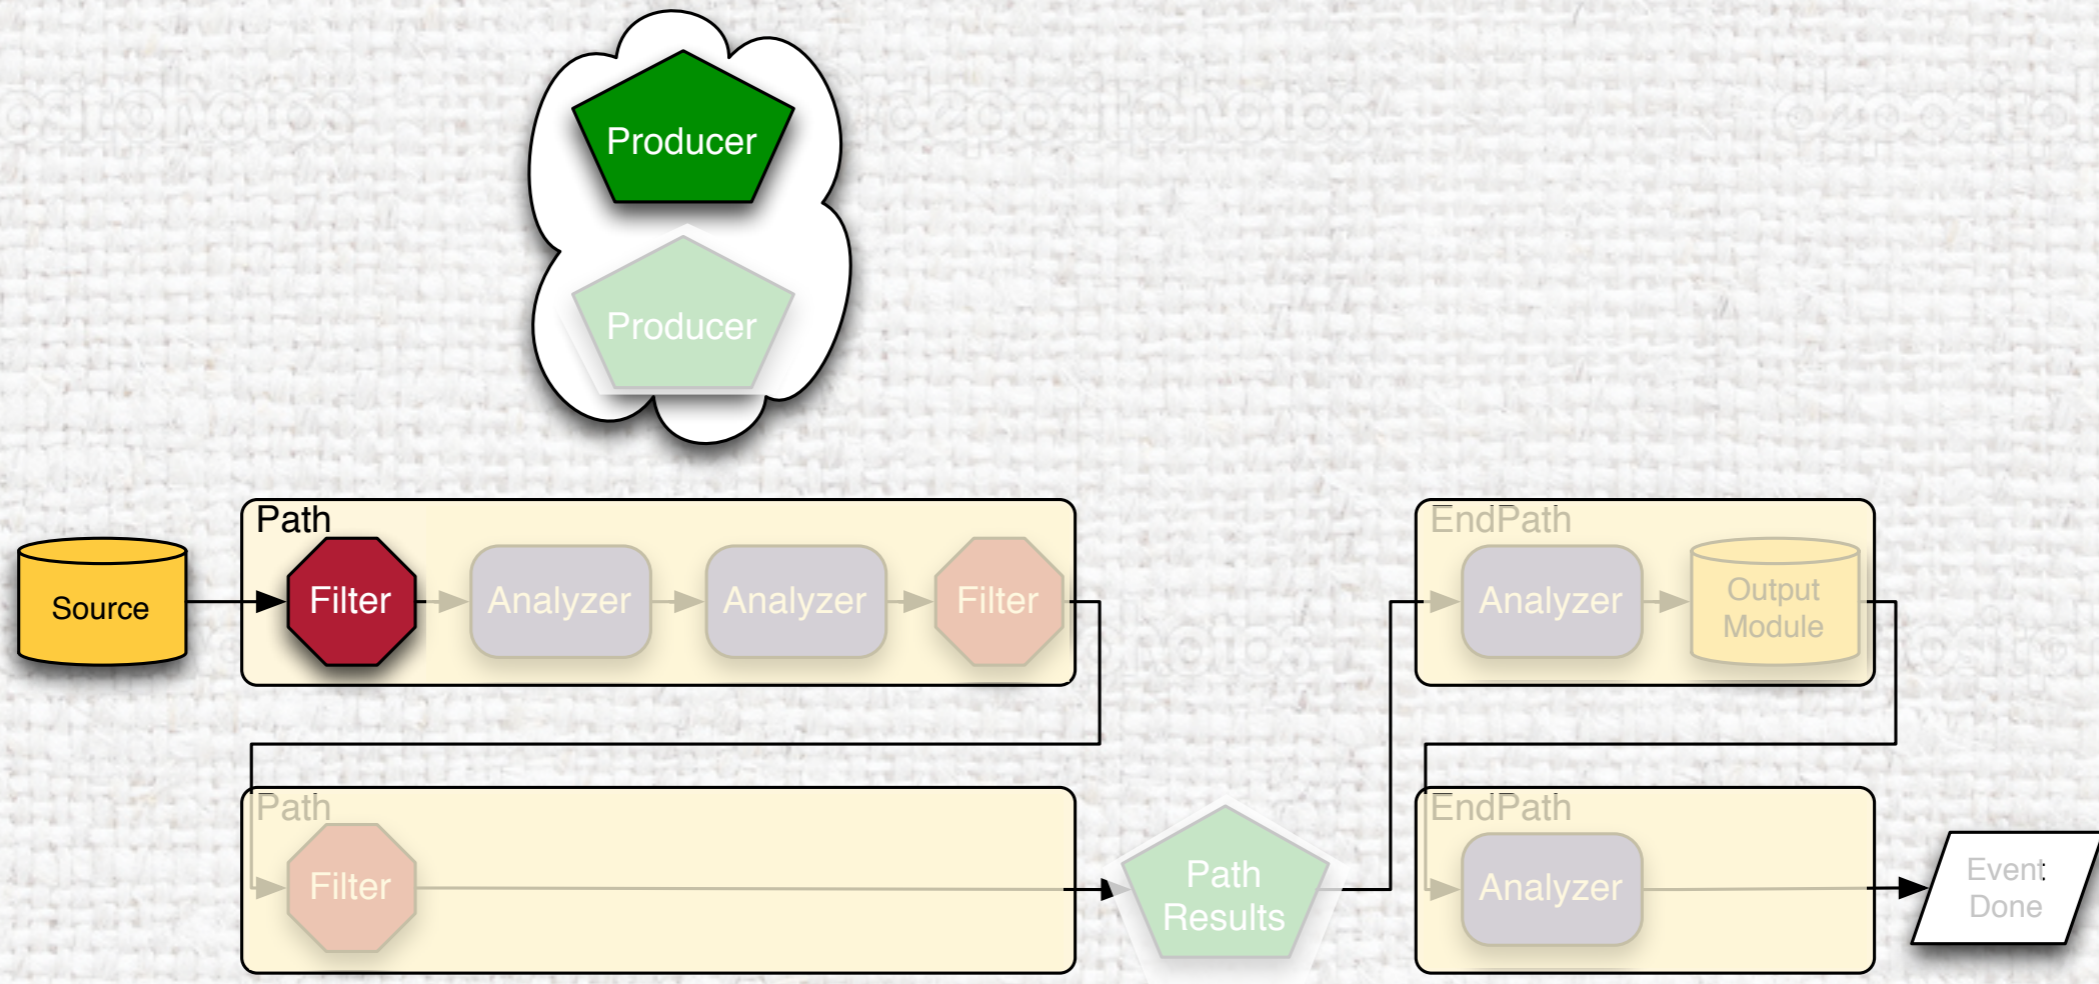 Producer
Producer
Path
Source
Filter
Analyzer
Analyzer
Filter
EndPath
Analyzer
Output
Module
Path
Filter
Path
Results
EndPath
Analyzer
Event
Done